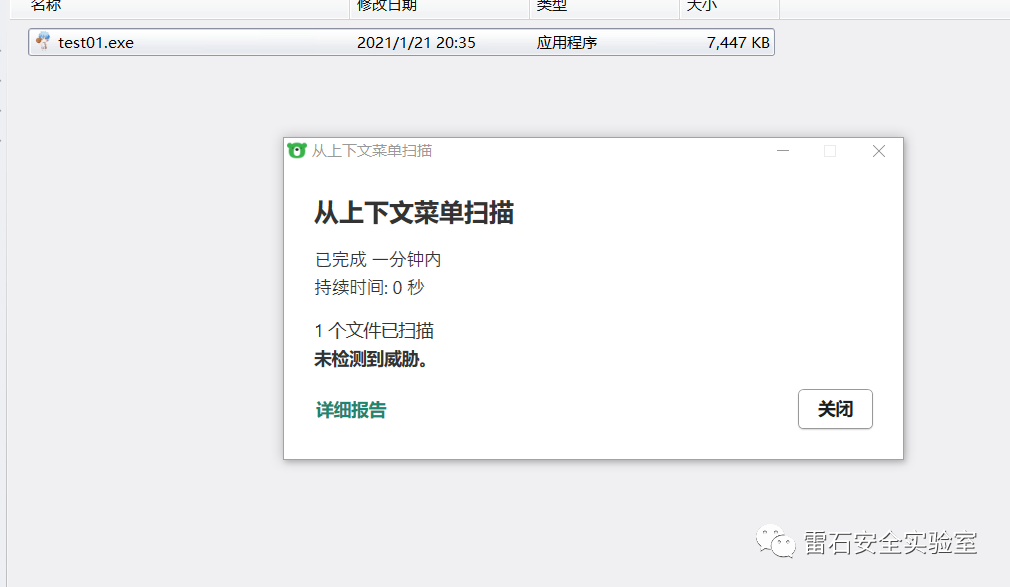 名称 修改日期 类型 大小
test01.exe 2021/1/21 20:35 应用程序 7,447 KB
从上下文菜单扫描
从上下文菜单扫描
已完成 一分钟内
持续时间: 0 秒
1 个文件已扫描
未检测到威胁。
详细报告 关闭
雷石安全实验室